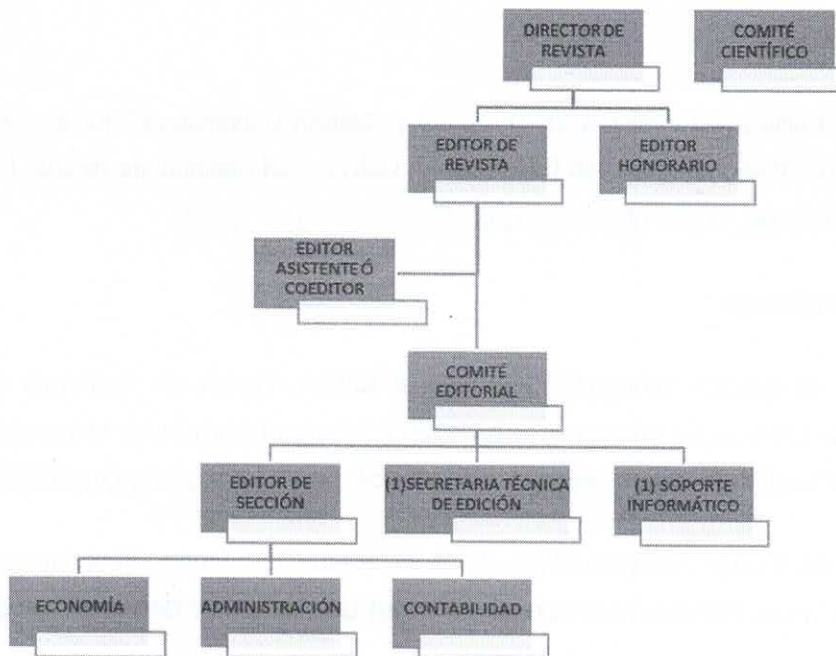 DIRECTOR DE
REVISTA
COMITÉ
CIENTÍFICO
EDITOR DE
REVISTA
EDITOR
HONORARIO
EDITOR
ASISTENTE Ó
COEDITOR
COMITÉ
EDITORIAL
EDITOR DE
SECCIÓN
(1)SECRETARIA TÉCNICA
DE EDICIÓN
(1) SOPORTE
INFORMÁTICO
ECONOMÍA
ADMINISTRACIÓN
CONTABILIDAD